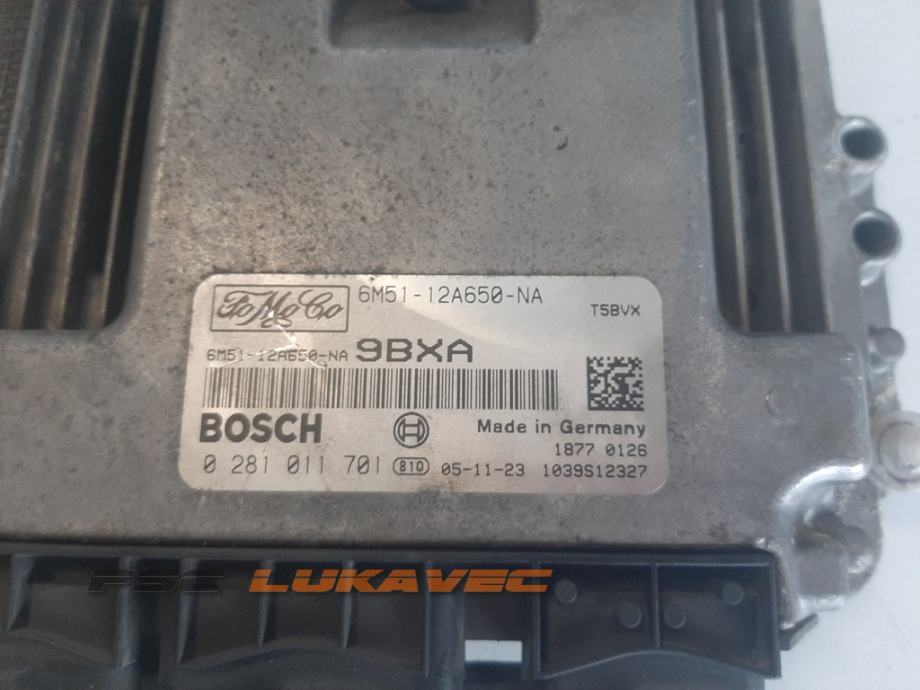 FoMoCo 6M51-12A650-NA
T5BVX
6M51-12A650-NA 9BXA
BOSCH Made in Germany
1877 0126
0 281 011 701 810 05-11-23 1039S12327
PSC LUKAVEC